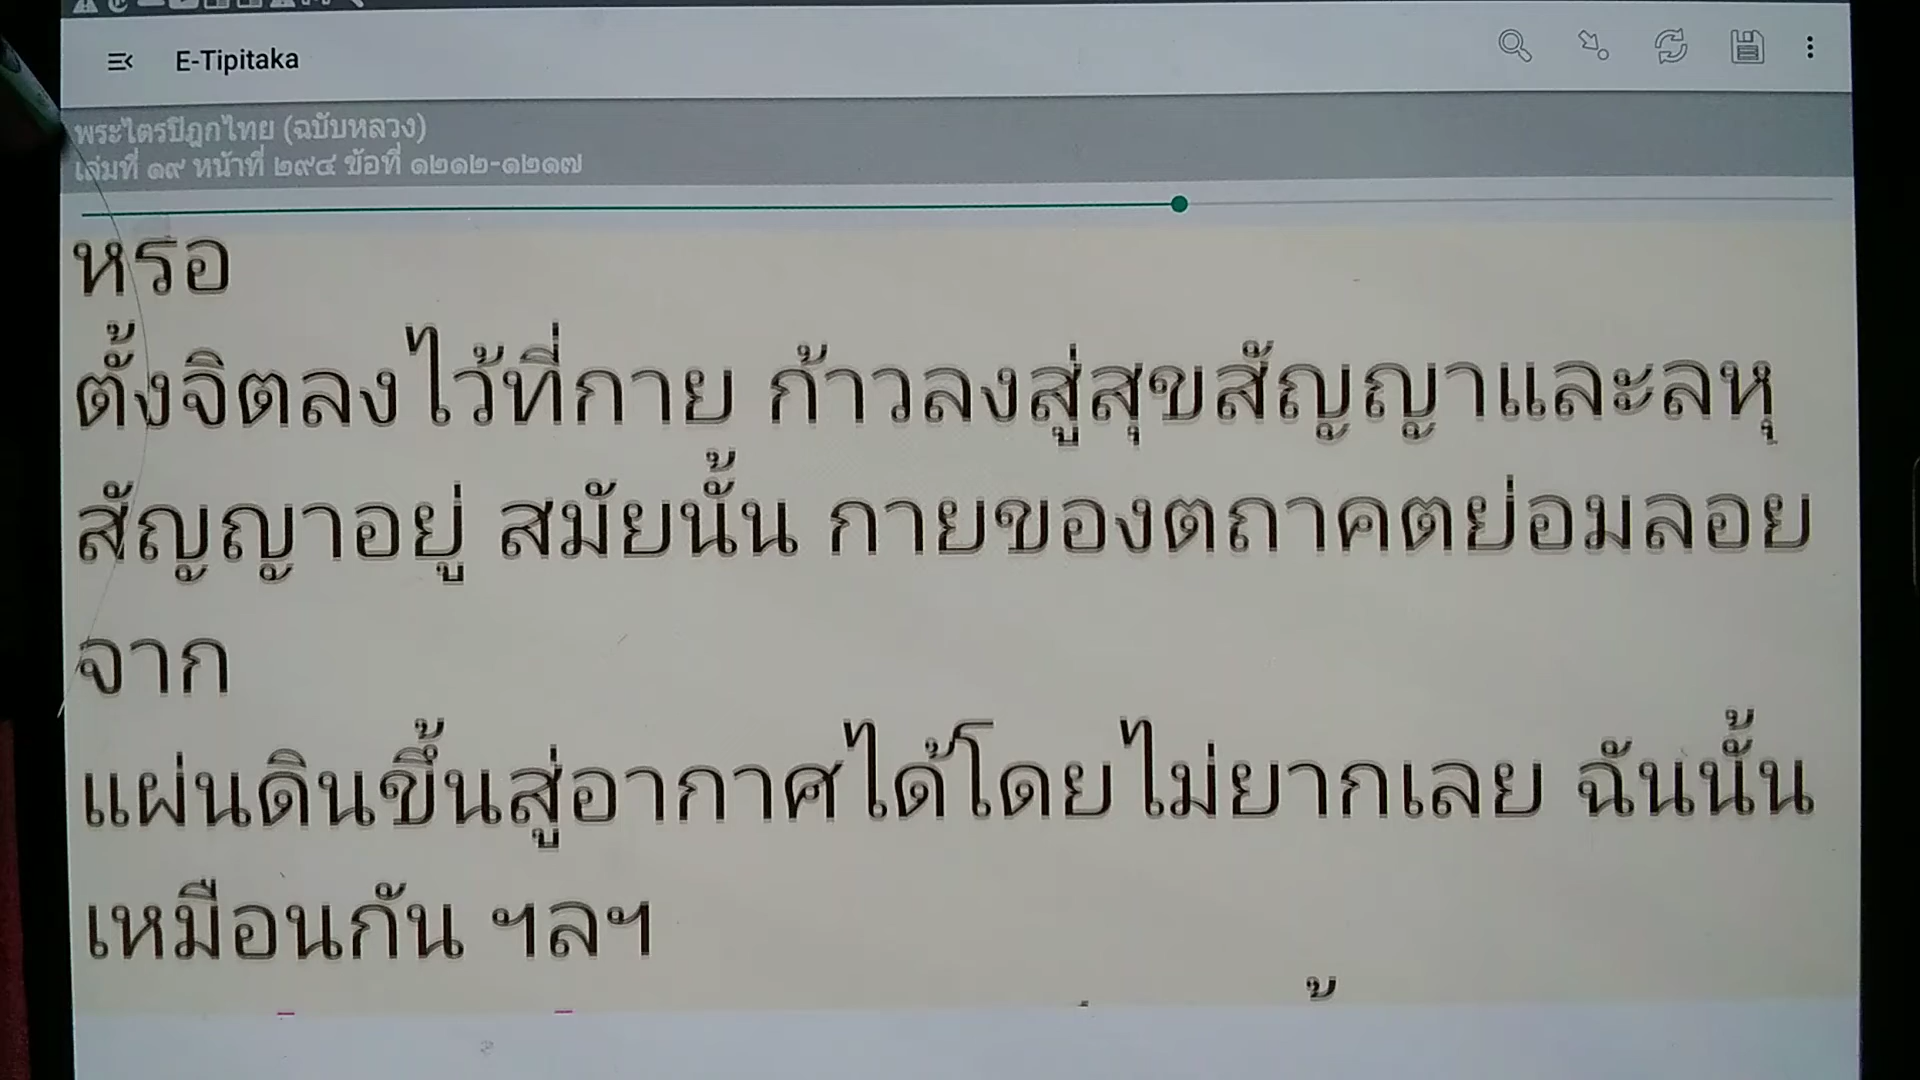 E-Tipitaka
พระไตรปิฎกไทย (ฉบับหลวง)
เล่มที่ ๑๙ หน้าที่ ๒๙๔ ข้อที่ ๑๒๑๒-๑๒๑๗
หรือ
ตั้งจิตลงไว้ที่กาย ก้าวลงสู่สุขสัญญาและลหุ
สัญญาอยู่ สมัยนั้น กายของตถาคตย่อมลอย
จาก
แผ่นดินขึ้นสู่อากาศได้โดยไม่ยากเลย ฉันนั้น
เหมือนกัน ฯลฯ